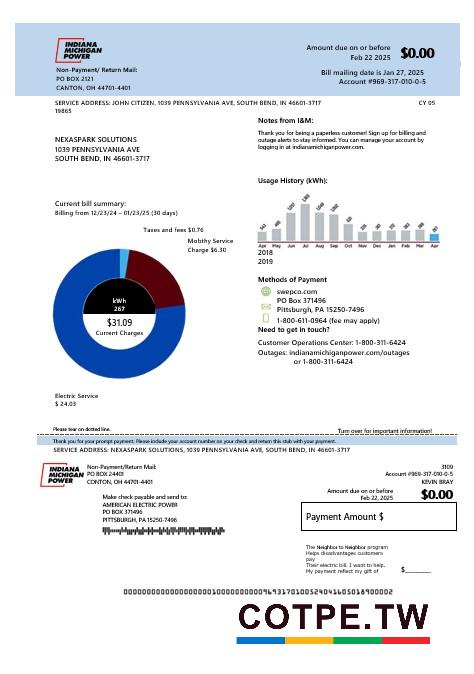 INDIANA
MICHIGAN
POWER
Non-Payment/ Return Mail:
PO BOX 2121
CANTON, OH 44701-4401
Amount due on or before $0.00
Feb 22 2025
Bill mailing date is Jan 27, 2025
Account #969-317-010-0-5
SERVICE ADDRESS: JOHN CITIZEN, 1039 PENNSYLVANIA AVE, SOUTH BEND, IN 46601-3717 CY 05
19865
Notes from I&M:
Thank you for being a paperless customer! Sign up for billing and
outage alerts to stay informed. You can manage your account by
logging in at indianamichiganpower.com.
NEXASPARK SOLUTIONS
1039 PENNSYLVANIA AVE
SOUTH BEND, IN 46601-3717
Usage History (kWh):
Apr May Jun Jul Aug Sep Oct Nov Dec Jan Feb Mar Apr
2018
2019
Current bill summary:
Billing from 12/23/24 – 01/23/25 (30 days)
Taxes and fees $0.76
Mobthy Service
Charge $6.30
kWh
267
$31.09
Current Charges
Electric Service
$ 24.03
Methods of Payment
swepco.com
PO Box 371496
Pittsburgh, PA 15250-7496
1-800-611-0964 (fee may apply)
Need to get in touch?
Customer Operations Center: 1-800-311-6424
Outages: indianamichiganpower.com/outages
or 1-800-311-6424
Please tear on dotted line.
Turn over for important information!
Thank you for your prompt payment. Please include your account number on your check and return this stub with your payment.
SERVICE ADDRESS: NEXASPARK SOLUTIONS, 1039 PENNSYLVANIA AVE, SOUTH BEND, IN 46601-3717
INDIANA
MICHIGAN
POWER
Non-Payment/Return Mail:
PO BOX 24401
CANTON, OH 44701-4401
3109
Account #969-317-010-0-5
KEVIN BRAY
Amount due on or before $0.00
Feb 22, 2025
Make check payable and send to:
AMERICAN ELECTRIC POWER
PO BOX 371496
PITTSBURGH, PA 15250-7496
Payment Amount $
The Neighbor to Neighbor program
Helps disadvantages customers
pay
Their electric bill. I want to help.
My payment reflect my gift of $
COTPE.TW